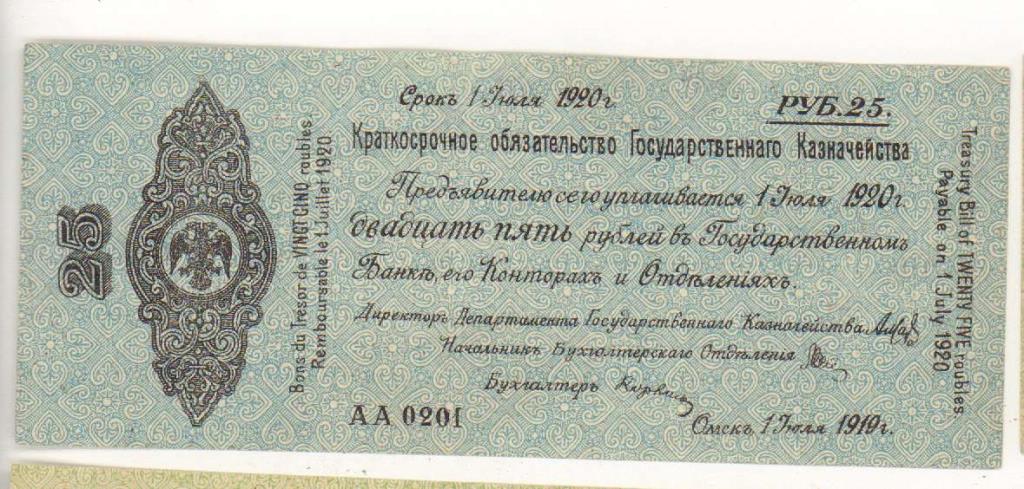 Срокъ 1 Июля 1920 г.
РУБ. 25.
Краткосрочное обязательство Государственнаго Казначейства
Предъявителю сего уплачивается 1 Июля 1920 г.
двадцать пять рублей въ Государственномъ
Банкѣ, его Конторахъ и Отдѣленіяхъ.
Директоръ Департамента Государственнаго Казначейства
Начальникъ Бухгалтерскаго Отдѣленія
Бухгалтеръ
АА 0201
Омскъ, 1 Июля 1919 г.
25
Bons du Tresor de VINGT CINQ roubles
Remboursable le 1 Juillet 1920
Treasury Bill of TWENTY FIVE roubles
Payable on 1 July 1920